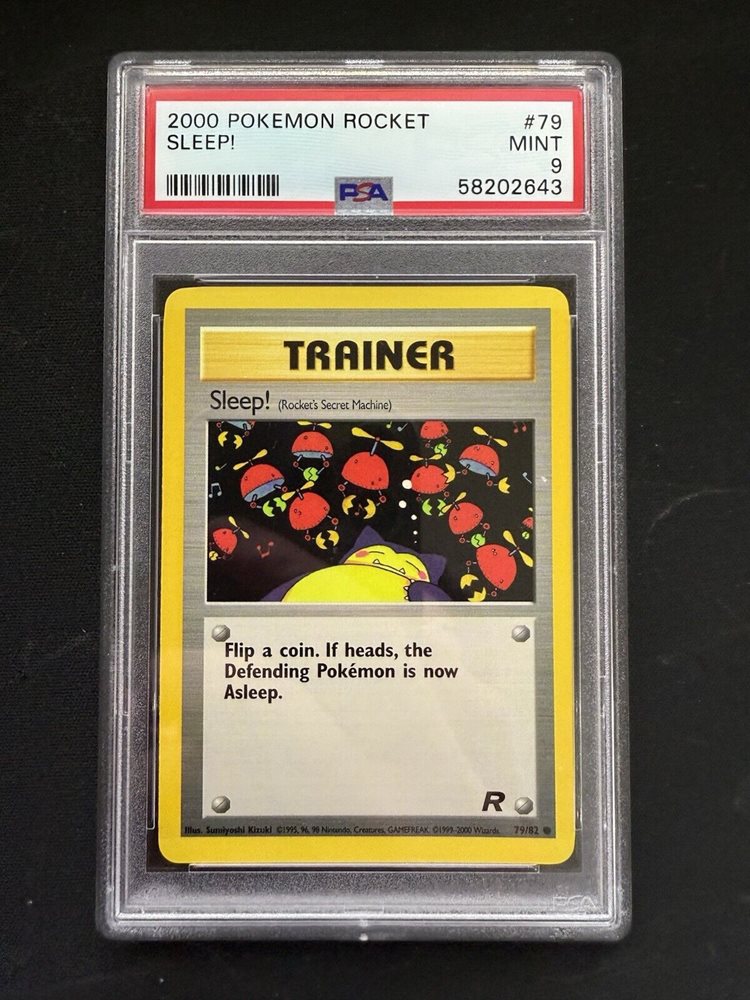 2000 POKEMON ROCKET #79
SLEEP! MINT
9
PSA 58202643
TRAINER
Sleep! (Rocket's Secret Machine)
Flip a coin. If heads, the
Defending Pokémon is now
Asleep.
R
Illus. Sumiyoshi Kizuki ©1995, 96, 98 Nintendo, Creatures, GAMEFREAK. ©1999-2000 Wizards. 79/82
PSA